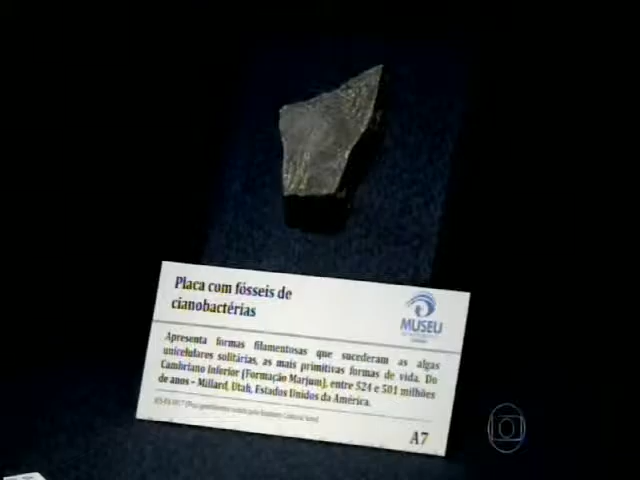 Placa com fósseis de
cianobactérias
MUSEU
Apresenta formas filamentosas que sucederam as algas
unicelulares solitárias, as mais primitivas formas de vida. Do
Cambriano Inferior (Formação Marjum), entre 524 e 501 milhões
de anos – Millard, Utah, Estados Unidos da América.
A7